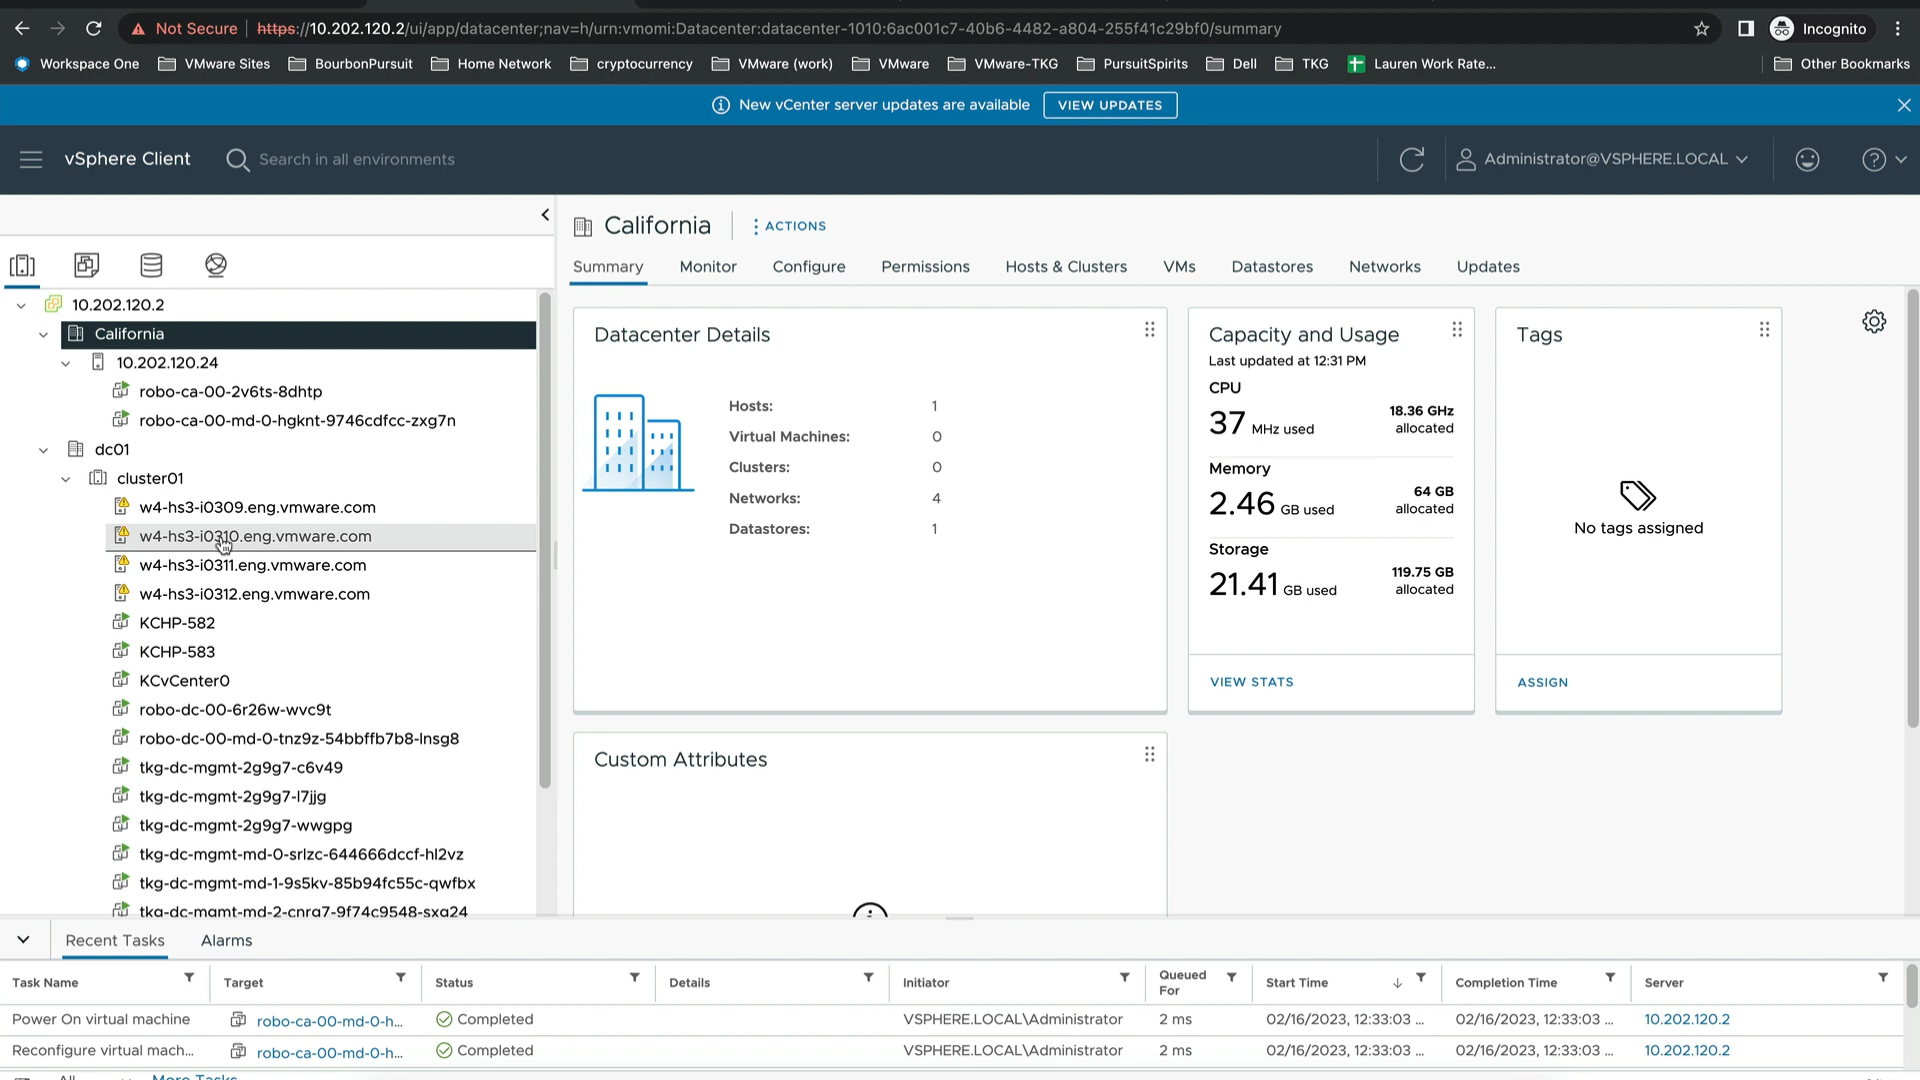 Not Secure
https://10.202.120.2/ui/app/datacenter;nav=h/urn:vmomi:Datacenter:datacenter-1010:6ac001c7-40b6-4482-a804-255f41c29bf0/summary
Incognito
Workspace One
VMware Sites
BourbonPursuit
Home Network
cryptocurrency
VMware (work)
VMware
VMware-TKG
PursuitSpirits
Dell
TKG
Lauren Work Rate...
Other Bookmarks
New vCenter server updates are available
VIEW UPDATES
vSphere Client
Search in all environments
Administrator@VSPHERE.LOCAL
California
ACTIONS
Summary
Monitor
Configure
Permissions
Hosts & Clusters
VMs
Datastores
Networks
Updates
10.202.120.2
California
10.202.120.24
robo-ca-00-2v6ts-8dhtp
robo-ca-00-md-0-hgknt-9746cdfcc-zxg7n
dc01
cluster01
w4-hs3-i0309.eng.vmware.com
w4-hs3-i0310.eng.vmware.com
w4-hs3-i0311.eng.vmware.com
w4-hs3-i0312.eng.vmware.com
KCHP-582
KCHP-583
KCvCenter0
robo-dc-00-6r26w-wvc9t
robo-dc-00-md-0-tnz9z-54bbffb7b8-lnsg8
tkg-dc-mgmt-2g9g7-c6v49
tkg-dc-mgmt-2g9g7-l7jjg
tkg-dc-mgmt-2g9g7-wwgpg
tkg-dc-mgmt-md-0-srlzc-644666dccf-hl2vz
tkg-dc-mgmt-md-1-9s5kv-85b94fc55c-qwfbx
tkg-dc-mgmt-md-2-cnrg7-9f74c9548-sxg24
Datacenter Details
Hosts: 1
Virtual Machines: 0
Clusters: 0
Networks: 4
Datastores: 1
Capacity and Usage
Last updated at 12:31 PM
CPU
37 MHz used
18.36 GHz allocated
Memory
2.46 GB used
64 GB allocated
Storage
21.41 GB used
119.75 GB allocated
VIEW STATS
Tags
No tags assigned
ASSIGN
Custom Attributes
Recent Tasks
Alarms
Task Name
Target
Status
Details
Initiator
Queued For
Start Time
Completion Time
Server
Power On virtual machine robo-ca-00-md-0-h... Completed VSPHERE.LOCAL\Administrator 2 ms 02/16/2023, 12:33:03 ... 02/16/2023, 12:33:03 ... 10.202.120.2
Reconfigure virtual mach... robo-ca-00-md-0-h... Completed VSPHERE.LOCAL\Administrator 2 ms 02/16/2023, 12:33:03 ... 02/16/2023, 12:33:03 ... 10.202.120.2
All
More Tasks